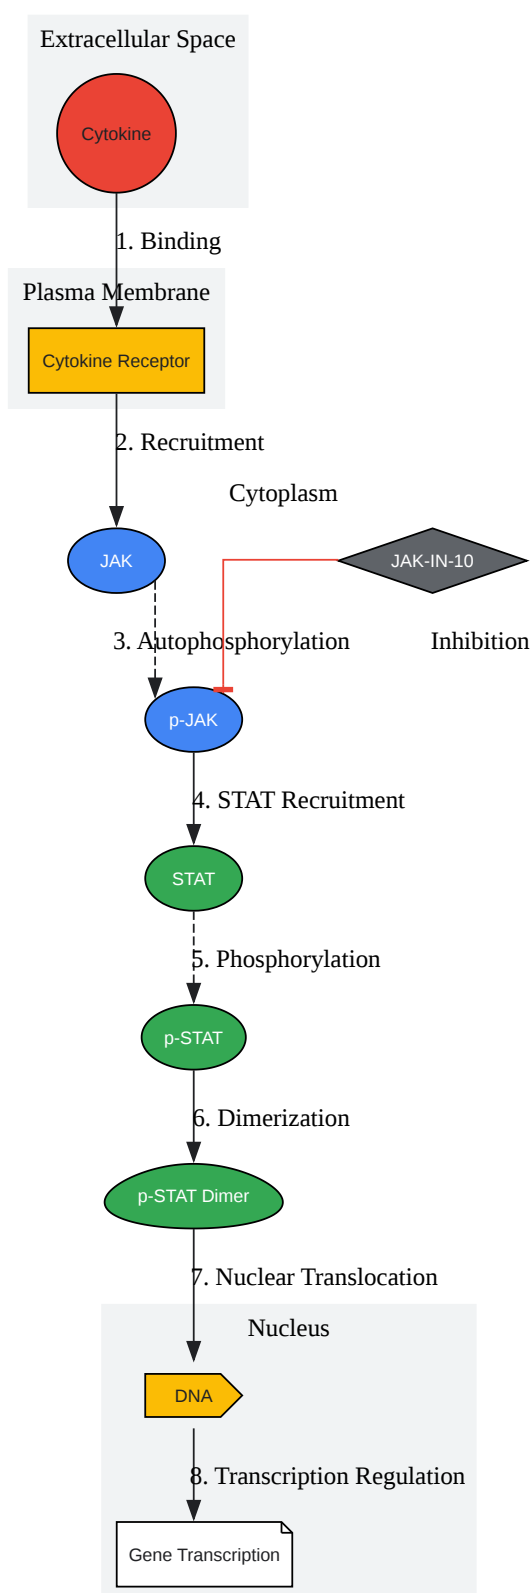 Extracellular Space
Cytokine
1. Binding
Plasma Membrane
Cytokine Receptor
2. Recruitment
Cytoplasm
JAK
JAK-IN-10
3. Autophosphorylation
Inhibition
p-JAK
4. STAT Recruitment
STAT
5. Phosphorylation
p-STAT
6. Dimerization
p-STAT Dimer
7. Nuclear Translocation
Nucleus
DNA
8. Transcription Regulation
Gene Transcription